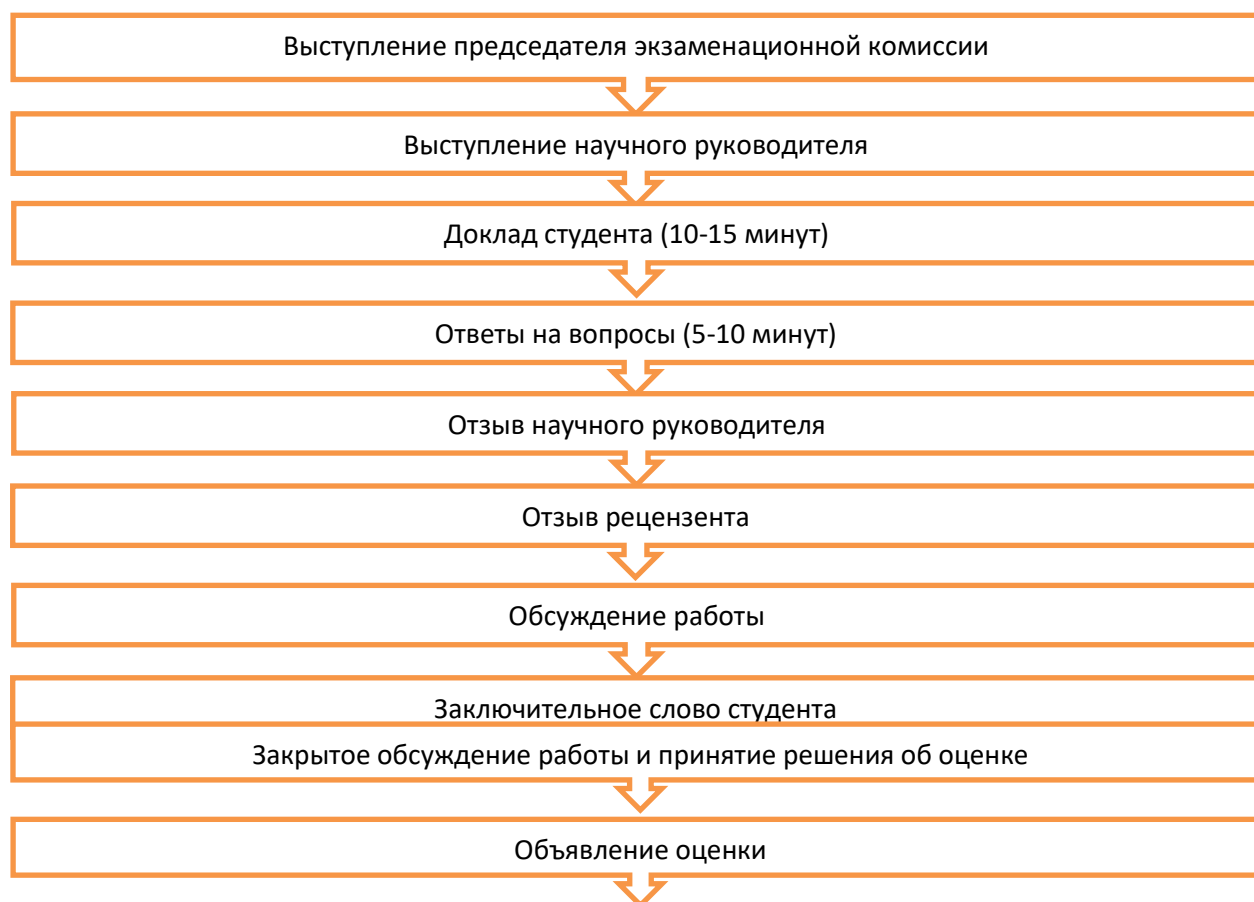 Выступление председателя экзаменационной комиссии
Выступление научного руководителя
Доклад студента (10-15 минут)
Ответы на вопросы (5-10 минут)
Отзыв научного руководителя
Отзыв рецензента
Обсуждение работы
Заключительное слово студента
Закрытое обсуждение работы и принятие решения об оценке
Объявление оценки